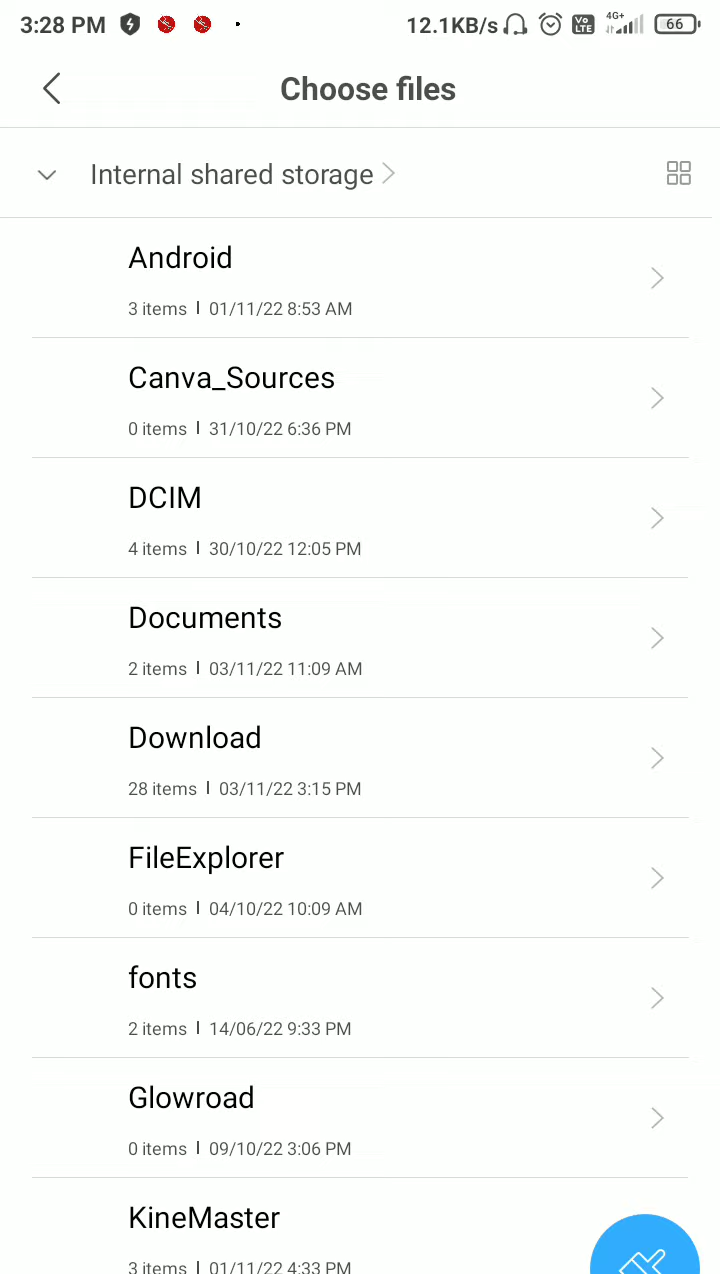 3:28 PM 12.1KB/s Vo LTE 4G+ 66
Choose files
Internal shared storage
Android
3 items | 01/11/22 8:53 AM
Canva_Sources
0 items | 31/10/22 6:36 PM
DCIM
4 items | 30/10/22 12:05 PM
Documents
2 items | 03/11/22 11:09 AM
Download
28 items | 03/11/22 3:15 PM
FileExplorer
0 items | 04/10/22 10:09 AM
fonts
2 items | 14/06/22 9:33 PM
Glowroad
0 items | 09/10/22 3:06 PM
KineMaster
3 items | 01/11/22 4:33 PM